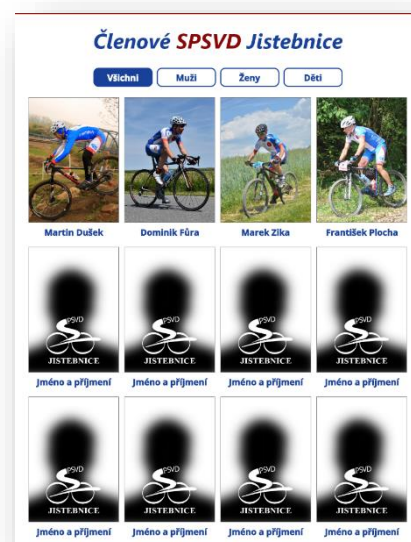 Členové SPSVD Jistebnice
Všichni Muži Ženy Děti
Martin Dušek Dominik Fůra Marek Zika František Plocha
SPSVD SPSVD SPSVD SPSVD
JISTEBNICE JISTEBNICE JISTEBNICE JISTEBNICE
Jméno a příjmení Jméno a příjmení Jméno a příjmení Jméno a příjmení
SPSVD SPSVD SPSVD SPSVD
JISTEBNICE JISTEBNICE JISTEBNICE JISTEBNICE
Jméno a příjmení Jméno a příjmení Jméno a příjmení Jméno a příjmení